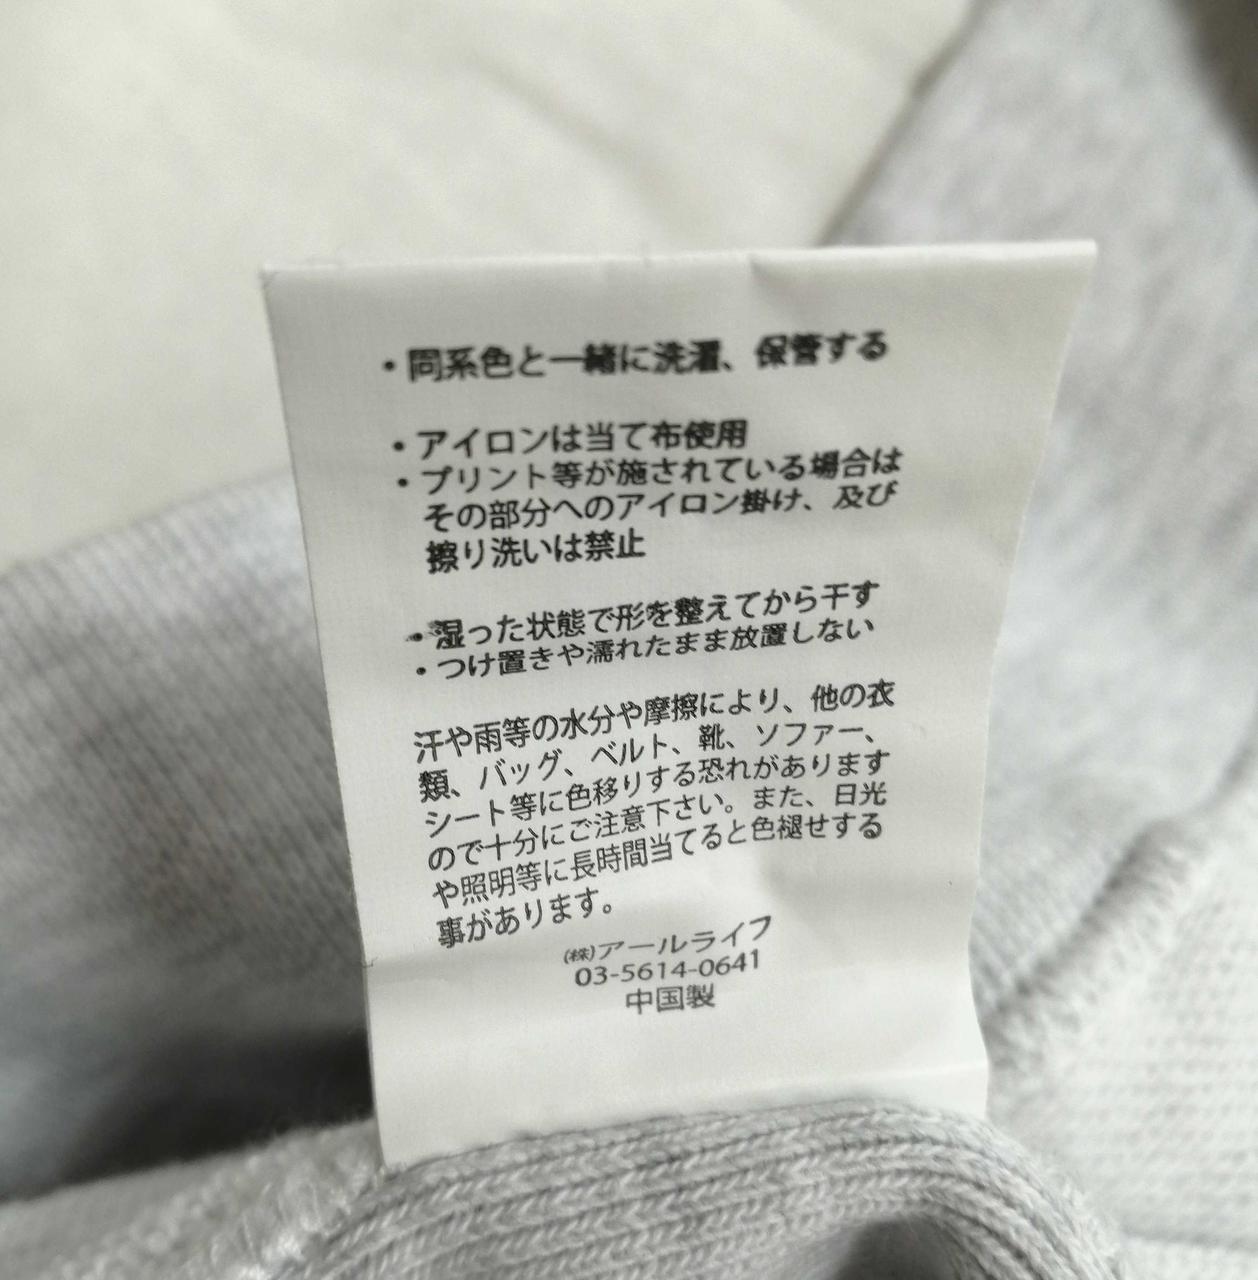 ・同系色と一緒に洗濯、保管する
・アイロンは当て布使用
・プリント等が施されている場合は
その部分へのアイロン掛け、及び
擦り洗いは禁止
・湿った状態で形を整えてから干す
・つけ置きや濡れたまま放置しない
汗や雨等の水分や摩擦により、他の衣
類、バッグ、ベルト、靴、ソファー、
シート等に色移りする恐れがあります
ので十分にご注意下さい。また、日光
や照明等に長時間当てると色褪せする
事があります。
㈱アールライフ
03-5614-0641
中国製